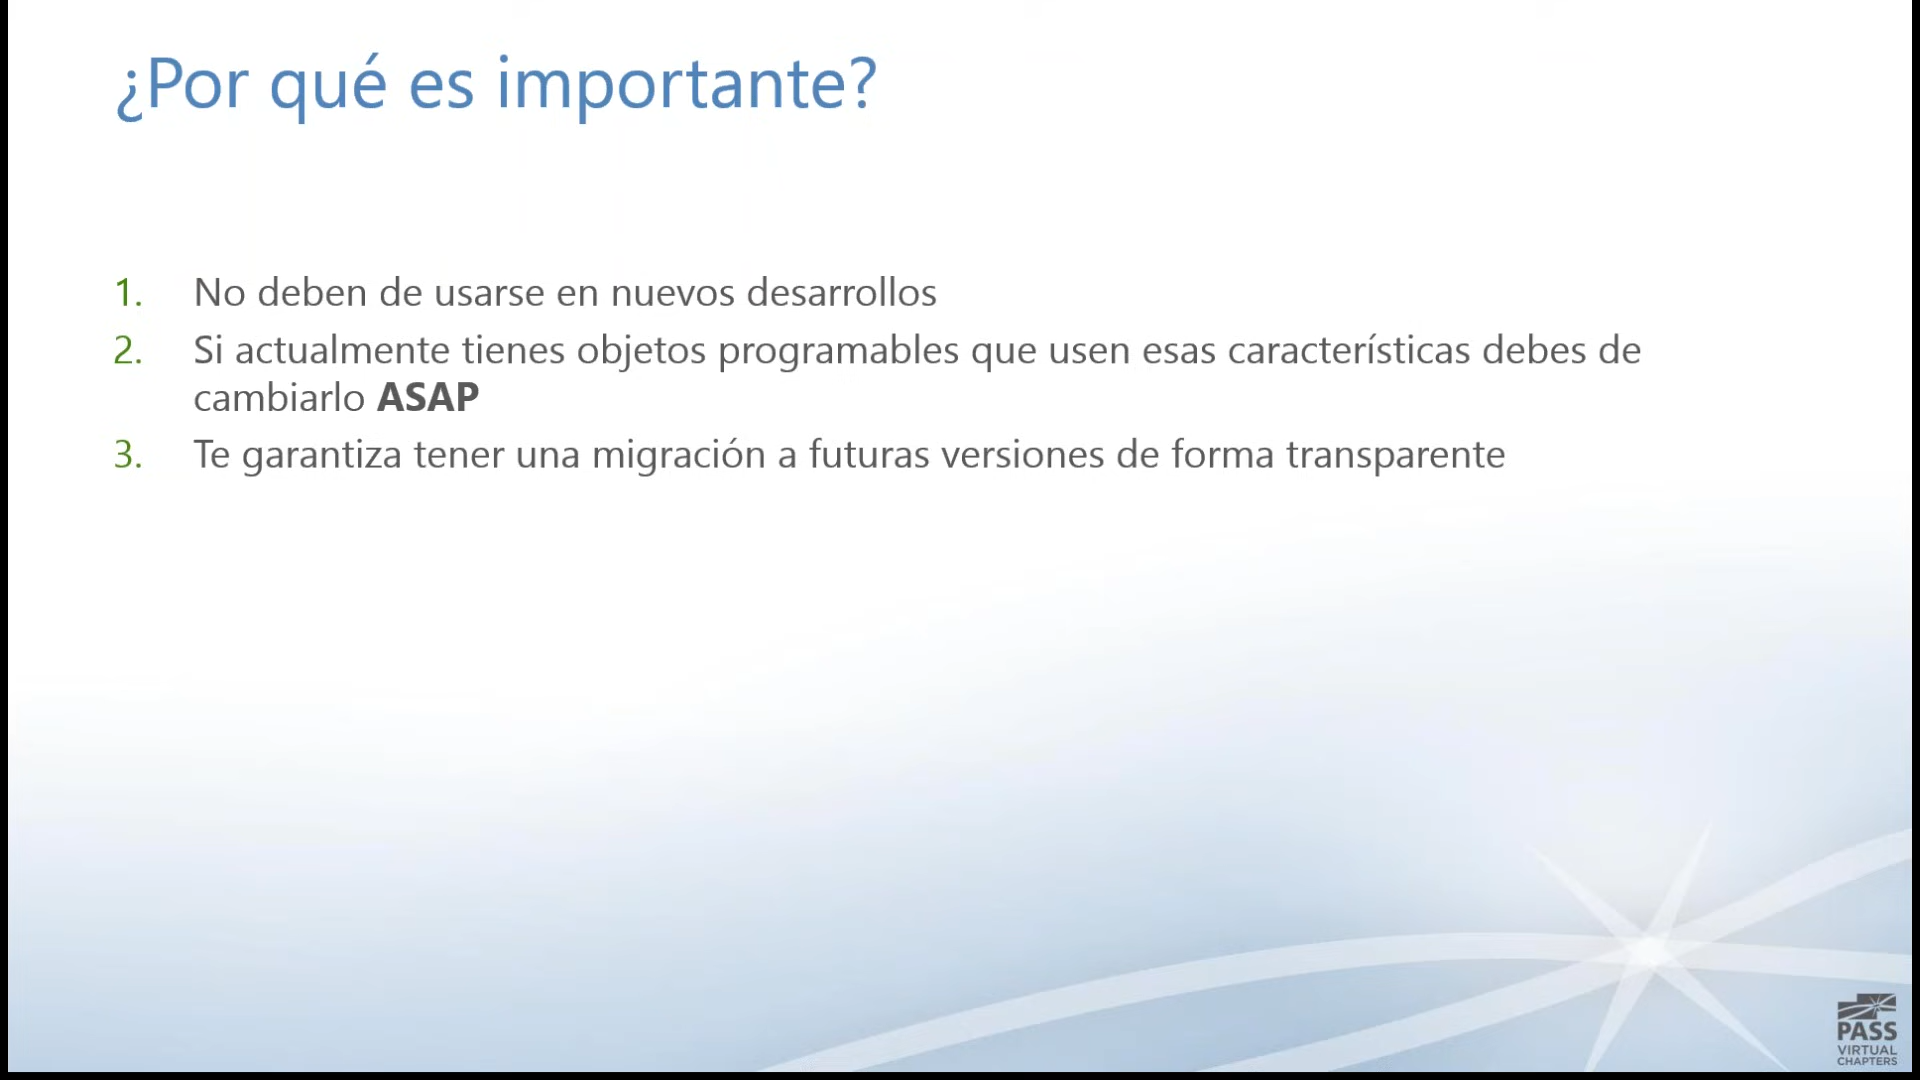 ¿Por qué es importante?
1. No deben de usarse en nuevos desarrollos
2. Si actualmente tienes objetos programables que usen esas características debes de
cambiarlo ASAP
3. Te garantiza tener una migración a futuras versiones de forma transparente
PASS
VIRTUAL
CHAPTERS